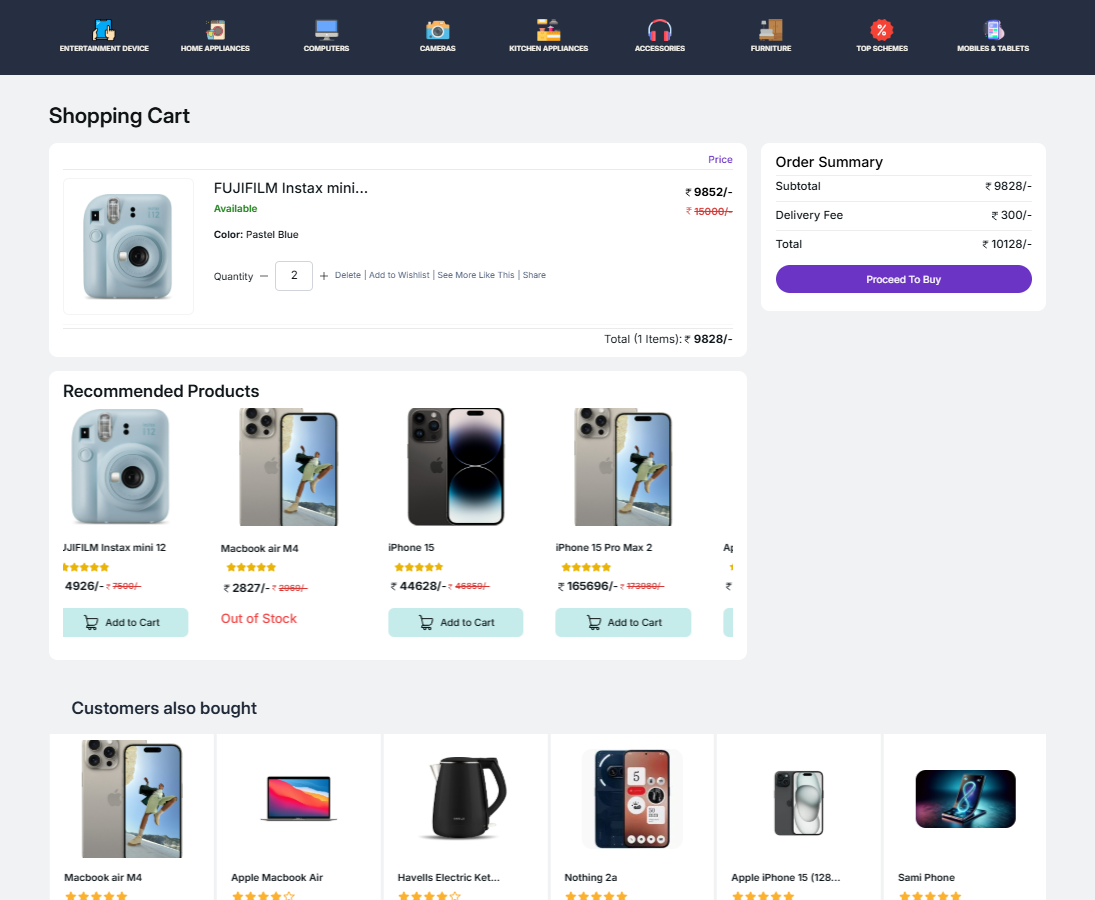 ENTERTAINMENT DEVICE
HOME APPLIANCES
COMPUTERS
CAMERAS
KITCHEN APPLIANCES
ACCESSORIES
FURNITURE
TOP SCHEMES
MOBILES & TABLETS
Shopping Cart
Price
FUJIFILM Instax mini...
₹ 9852/-
Available
₹ 15000/-
Color: Pastel Blue
Quantity − 2 + Delete | Add to Wishlist | See More Like This | Share
Total (1 Items): ₹ 9828/-
Order Summary
Subtotal ₹ 9828/-
Delivery Fee ₹ 300/-
Total ₹ 10128/-
Proceed To Buy
Recommended Products
JJIFILM Instax mini 12
4926/- ₹ 7500/-
Add to Cart
Macbook air M4
₹ 2827/- ₹ 2969/-
Out of Stock
iPhone 15
₹ 44628/- ₹ 46859/-
Add to Cart
iPhone 15 Pro Max 2
₹ 165696/- ₹ 173980/-
Add to Cart
₹
Customers also bought
Macbook air M4
Apple Macbook Air
Havells Electric Ket...
Nothing 2a
Apple iPhone 15 (128...
Sami Phone